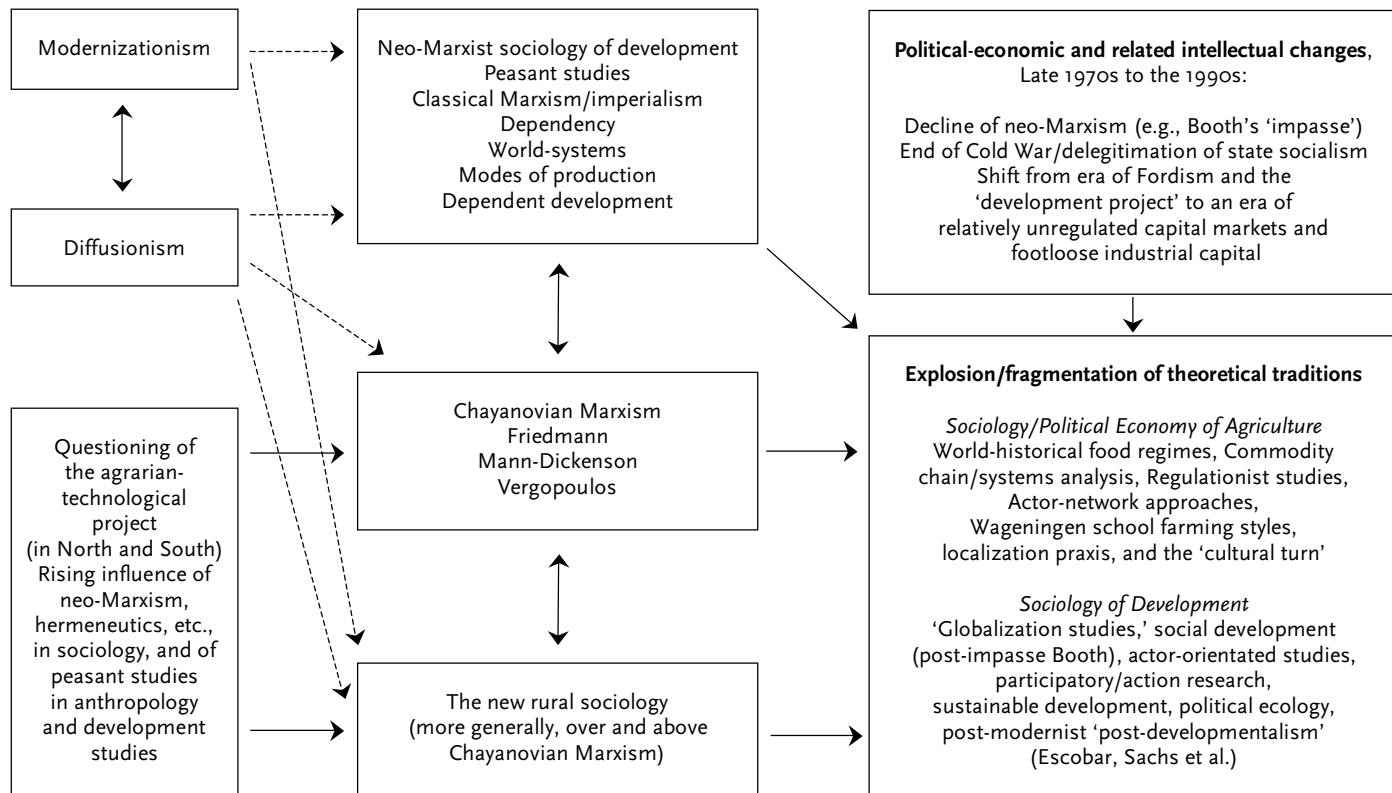 Modernizationism
Diffusionism
Questioning of
the agrarian-
technological
project
(in North and South)
Rising influence of
neo-Marxism,
hermeneutics, etc.,
in sociology, and of
peasant studies
in anthropology
and development
studies
Neo-Marxist sociology of development
Peasant studies
Classical Marxism/imperialism
Dependency
World-systems
Modes of production
Dependent development
Chayanovian Marxism
Friedmann
Mann-Dickenson
Vergopoulos
The new rural sociology
(more generally, over and above
Chayanovian Marxism)
Political-economic and related intellectual changes,
Late 1970s to the 1990s:
Decline of neo-Marxism (e.g., Booth’s ‘impasse’)
End of Cold War/delegitimation of state socialism
Shift from era of Fordism and the
‘development project’ to an era of
relatively unregulated capital markets and
footloose industrial capital
Explosion/fragmentation of theoretical traditions
Sociology/Political Economy of Agriculture
World-historical food regimes, Commodity
chain/systems analysis, Regulationist studies,
Actor-network approaches,
Wageningen school farming styles,
localization praxis, and the ‘cultural turn’
Sociology of Development
‘Globalization studies,’ social development
(post-impasse Booth), actor-orientated studies,
participatory/action research,
sustainable development, political ecology,
post-modernist ‘post-developmentalism’
(Escobar, Sachs et al.)